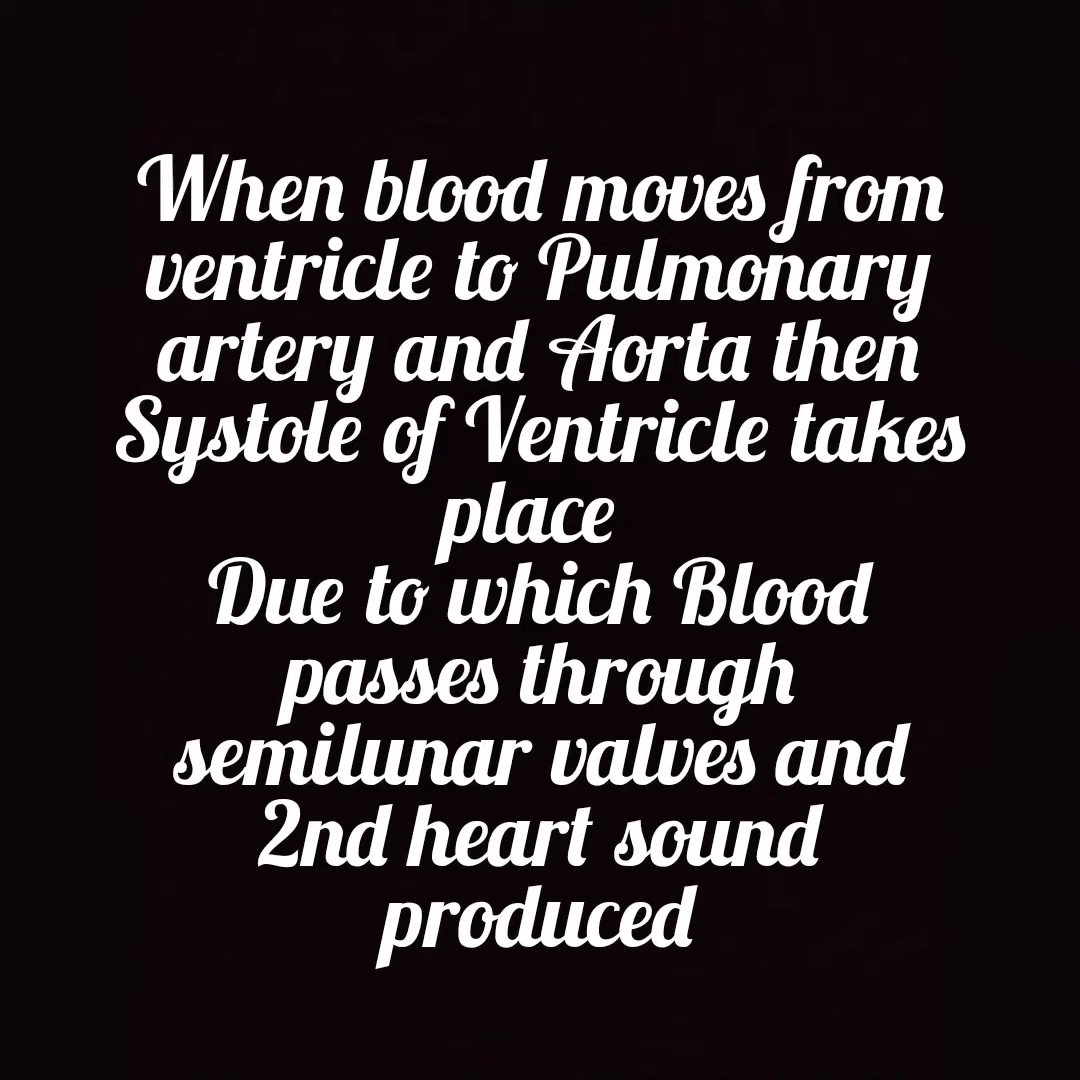 When blood moves from
ventricle to Pulmonary
artery and Aorta then
Systole of Ventricle takes
place
Due to which Blood
passes through
semilunar valves and
2nd heart sound
produced